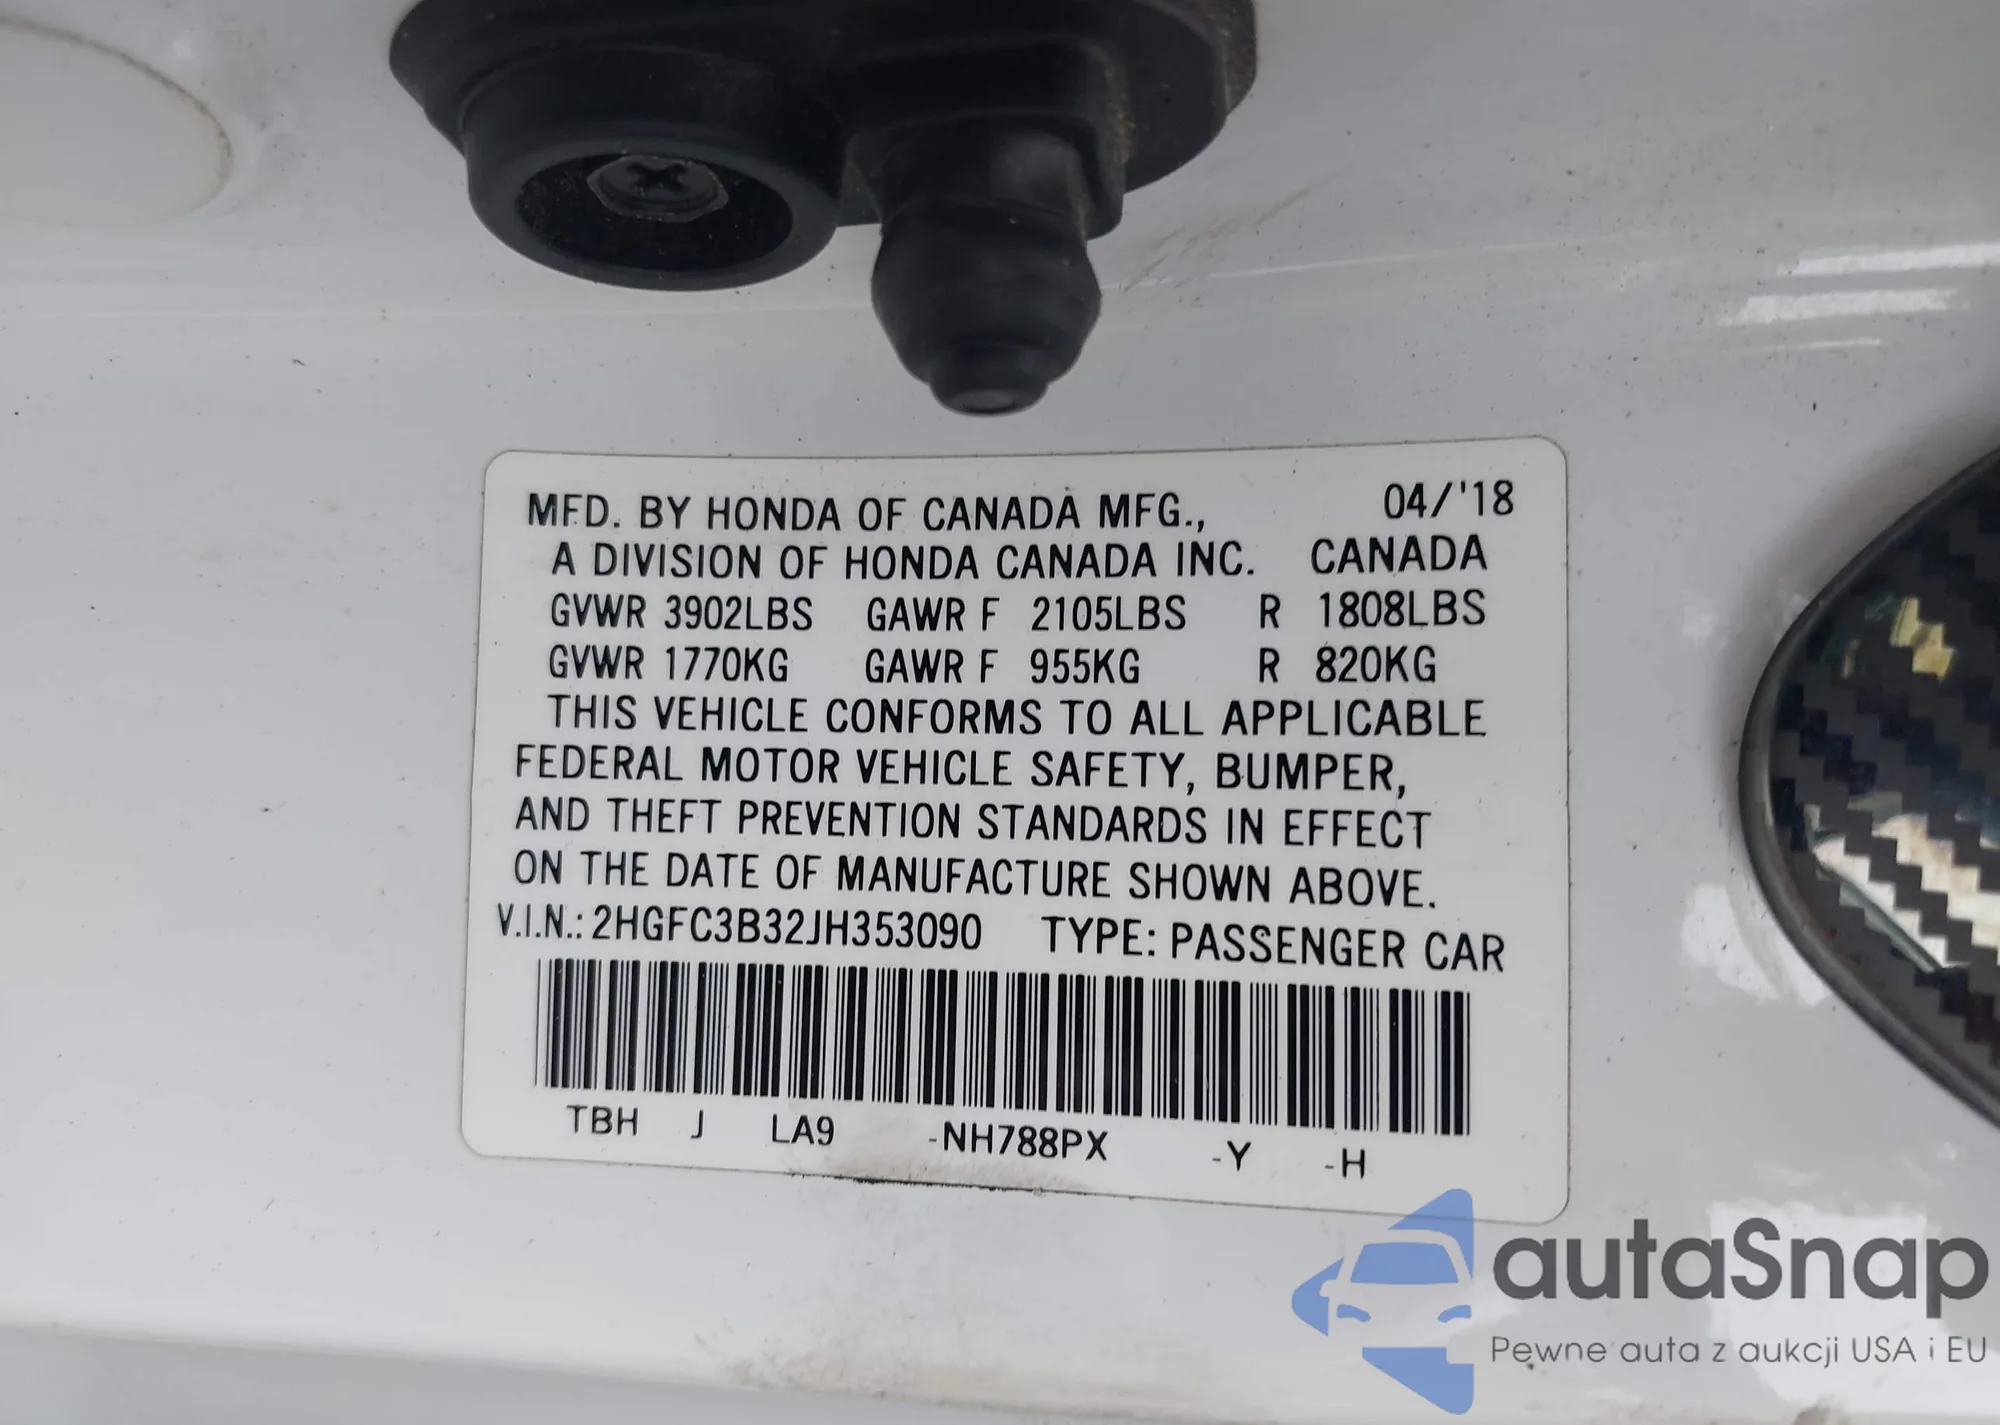 MFD. BY HONDA OF CANADA MFG., 04/'18
A DIVISION OF HONDA CANADA INC. CANADA
GVWR 3902LBS GAWR F 2105LBS R 1808LBS
GVWR 1770KG GAWR F 955KG R 820KG
THIS VEHICLE CONFORMS TO ALL APPLICABLE
FEDERAL MOTOR VEHICLE SAFETY, BUMPER,
AND THEFT PREVENTION STANDARDS IN EFFECT
ON THE DATE OF MANUFACTURE SHOWN ABOVE.
V.I.N.: 2HGFC3B32JH353090 TYPE: PASSENGER CAR
TBH J LA9 -NH788PX -Y -H
autaSnap
Pewne auta z aukcji USA i EU